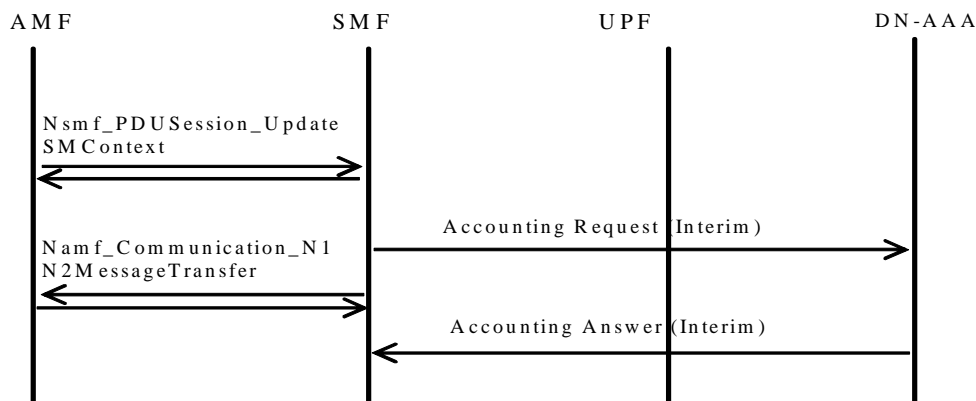 AMF SMF UPF DN-AAA
Nsmf_PDUSession_Update
SMContext
Accounting Request (Interim)
Namf_Communication_N1
N2MessageTransfer
Accounting Answer (Interim)